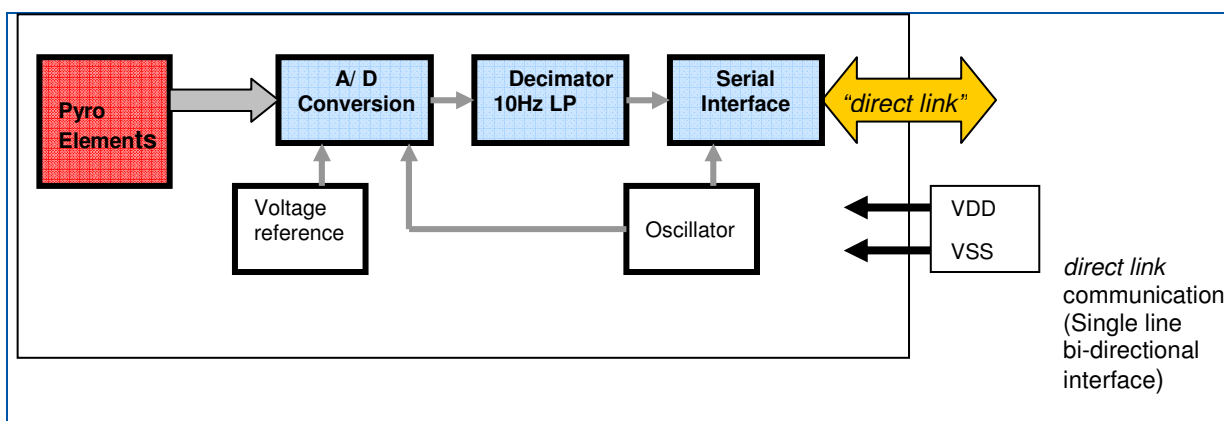 Pyro
Elements
A/ D
Conversion
Decimator
10Hz LP
Serial
Interface
“direct link”
Voltage
reference
Oscillator
VDD
VSS
direct link
communication
(Single line
bi-directional
interface)